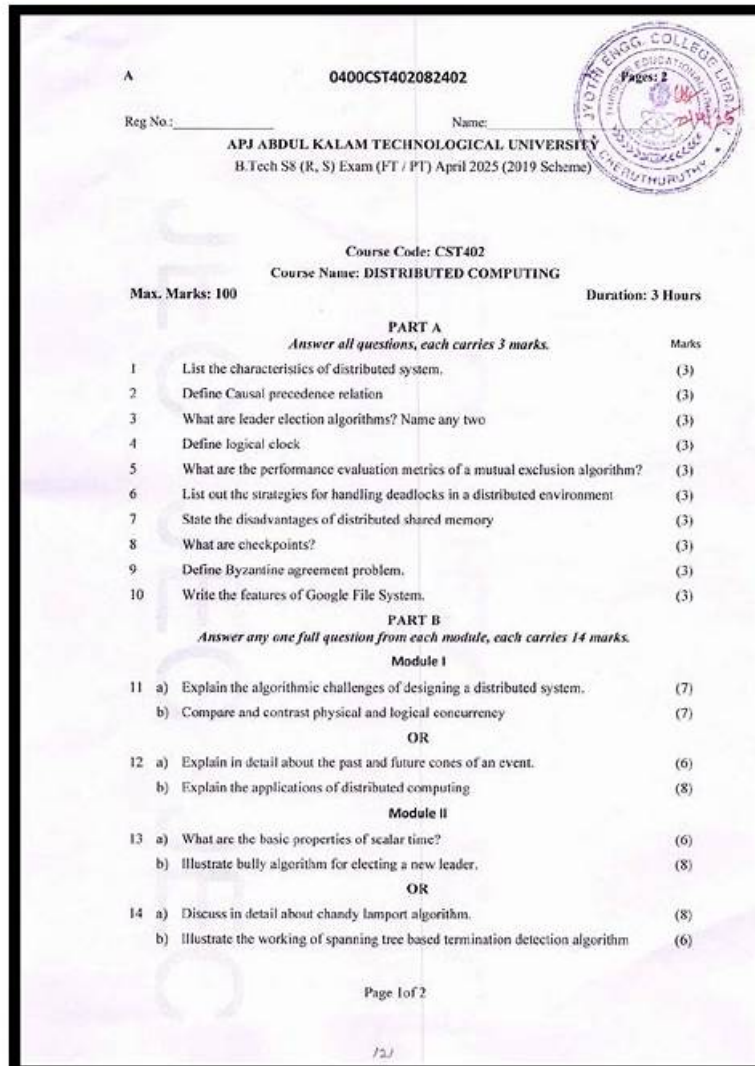 A 0400CST402082402 Pages: 2
JYOTHI ENGG. COLLEGE LIBRARY
CHERUTHURUTHY
Reg No.:_______________ Name:_______________
APJ ABDUL KALAM TECHNOLOGICAL UNIVERSITY
B.Tech S8 (R, S) Exam (FT / PT) April 2025 (2019 Scheme)
Course Code: CST402
Course Name: DISTRIBUTED COMPUTING
Max. Marks: 100 Duration: 3 Hours
PART A
Answer all questions, each carries 3 marks. Marks
1 List the characteristics of distributed system. (3)
2 Define Causal precedence relation (3)
3 What are leader election algorithms? Name any two (3)
4 Define logical clock (3)
5 What are the performance evaluation metrics of a mutual exclusion algorithm? (3)
6 List out the strategies for handling deadlocks in a distributed environment (3)
7 State the disadvantages of distributed shared memory (3)
8 What are checkpoints? (3)
9 Define Byzantine agreement problem. (3)
10 Write the features of Google File System. (3)
PART B
Answer any one full question from each module, each carries 14 marks.
Module I
11 a) Explain the algorithmic challenges of designing a distributed system. (7)
b) Compare and contrast physical and logical concurrency (7)
OR
12 a) Explain in detail about the past and future cones of an event. (6)
b) Explain the applications of distributed computing (8)
Module II
13 a) What are the basic properties of scalar time? (6)
b) Illustrate bully algorithm for electing a new leader. (8)
OR
14 a) Discuss in detail about chandy lamport algorithm. (8)
b) Illustrate the working of spanning tree based termination detection algorithm (6)
Page 1of 2
/2/